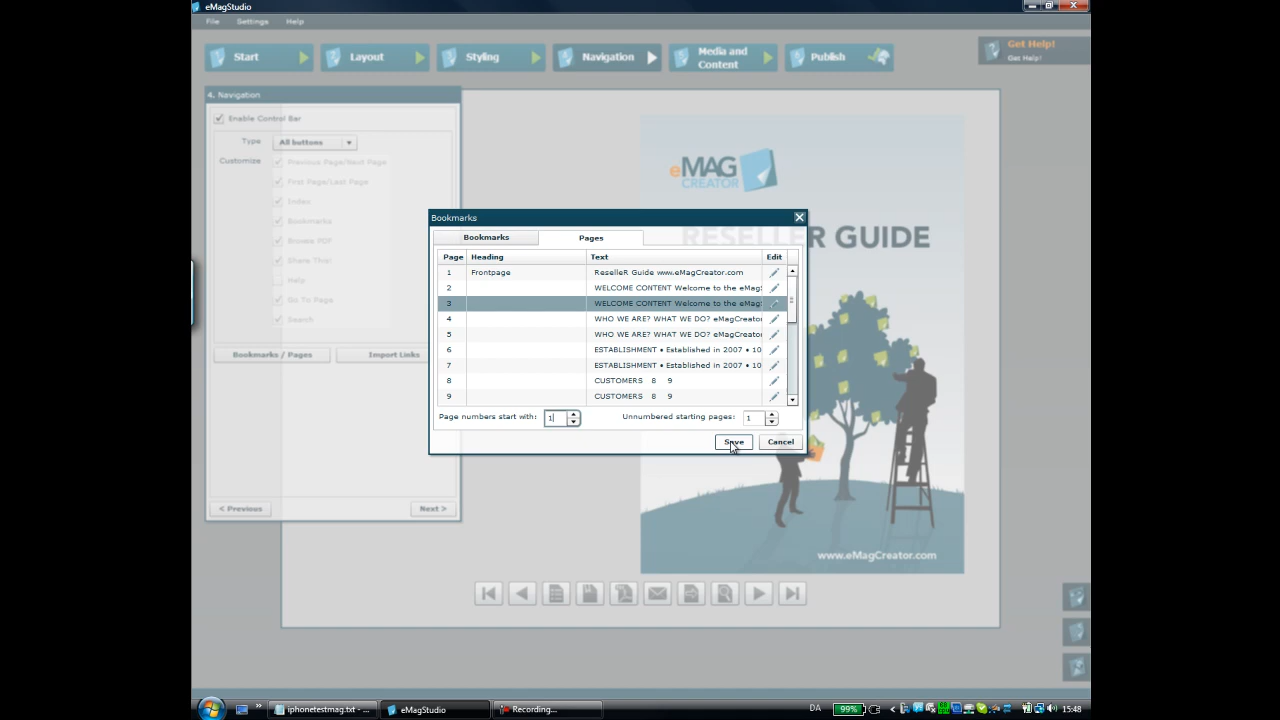 eMagStudio
File Settings Help
Start
Layout
Styling
Navigation
Media and
Content
Publish
Get Help!
Get Help!
4. Navigation
Enable Control Bar
Type All buttons
Customize Previous Page/Next Page
First Page/Last Page
Index
Bookmarks
Browse PDF
Share This!
Help
Go To Page
Search
Bookmarks / Pages
Import Links
< Previous
Next >
eMAG
CREATOR
RESELLER GUIDE
www.eMagCreator.com
Bookmarks
Bookmarks Pages
Page Heading Text Edit
1 Frontpage ReselleR Guide www.eMagCreator.com
2 WELCOME CONTENT Welcome to the eMagS
3 WELCOME CONTENT Welcome to the eMagS
4 WHO WE ARE? WHAT WE DO? eMagCreator
5 WHO WE ARE? WHAT WE DO? eMagCreator
6 ESTABLISHMENT • Established in 2007 • 10
7 ESTABLISHMENT • Established in 2007 • 10
8 CUSTOMERS 8 9
9 CUSTOMERS 8 9
Page numbers start with: 1
Unnumbered starting pages: 1
Save
Cancel
iphonetestmag.txt - ...
eMagStudio
Recording...
DA
99%
15:48